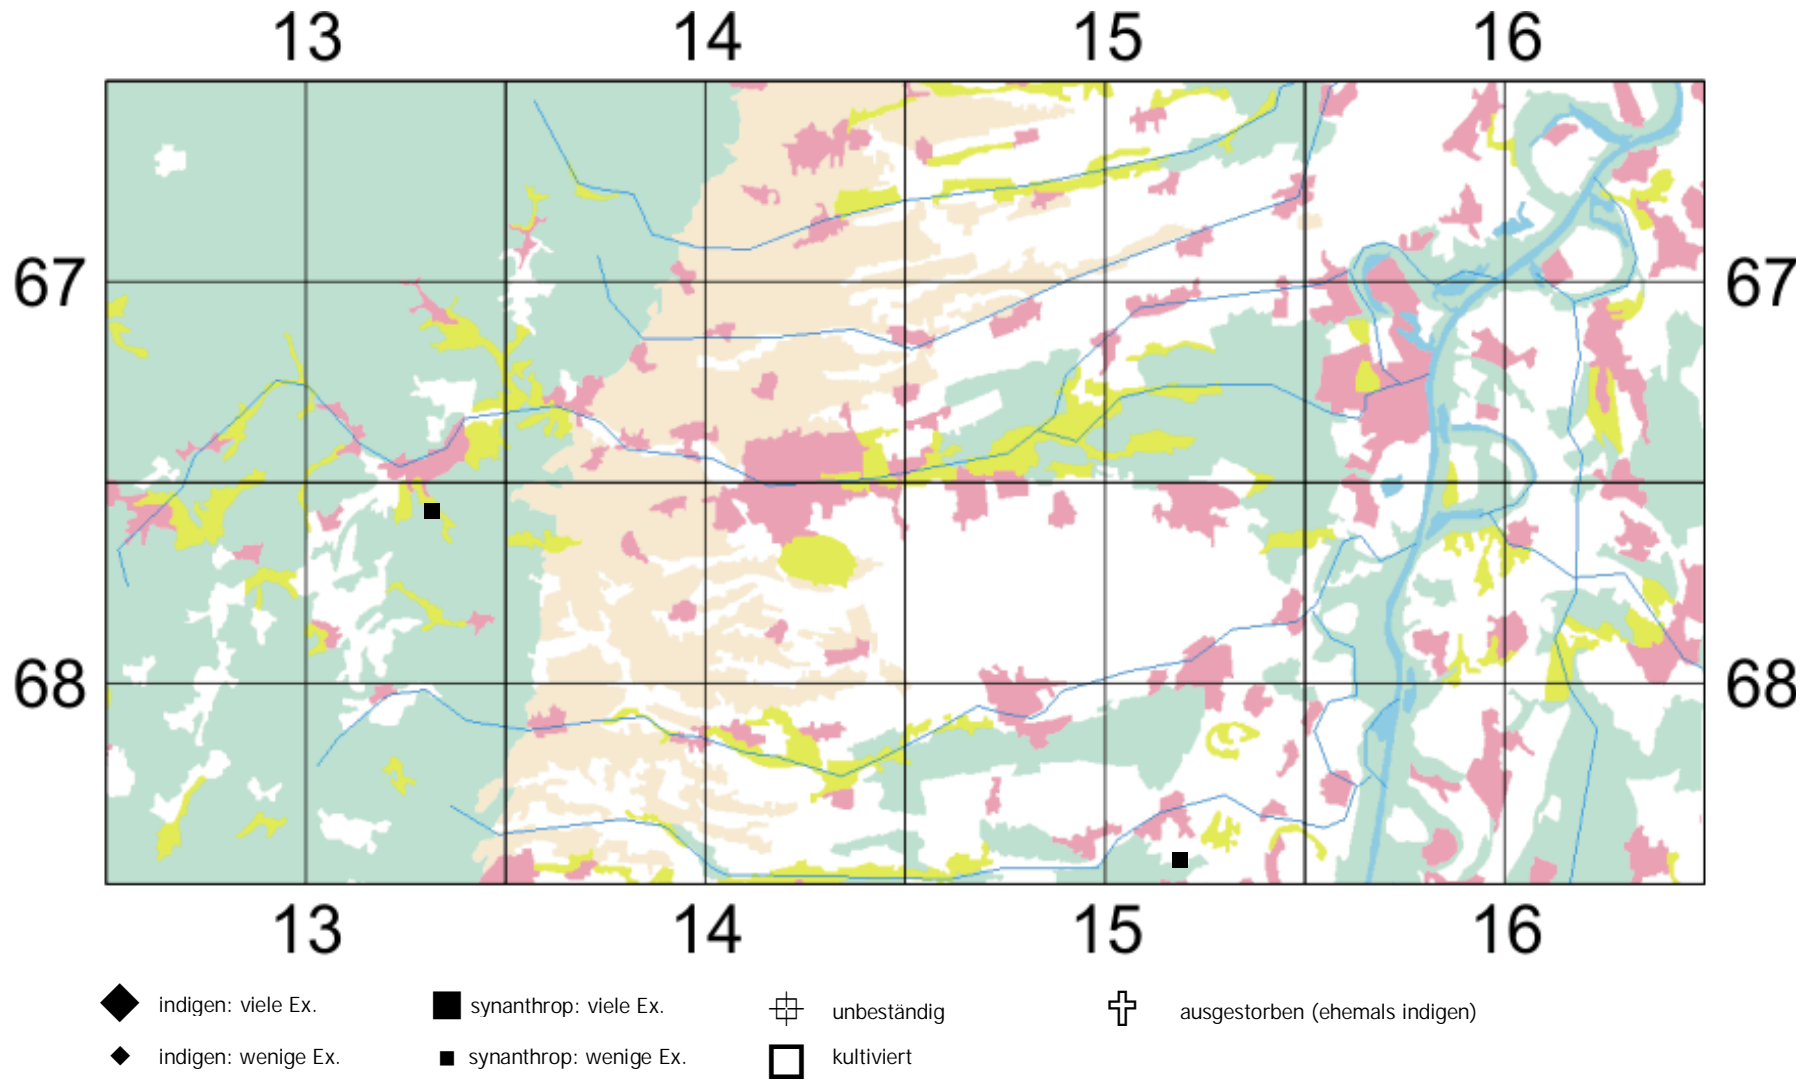 13 14 15 16
67 67
68 68
13 14 15 16
indigen: viele Ex. synanthrop: viele Ex. unbeständig ausgestorben (ehemals indigen)
indigen: wenige Ex. synanthrop: wenige Ex. kultiviert